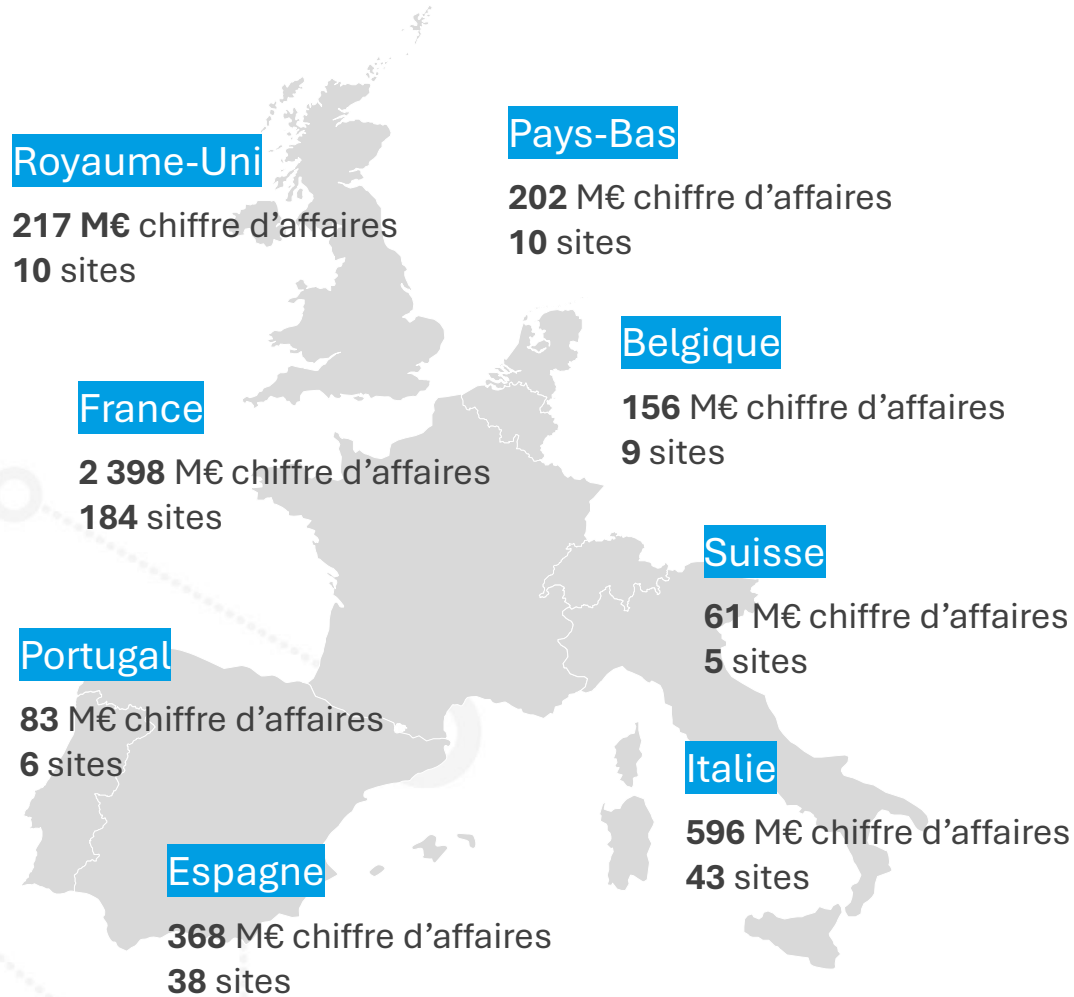 Royaume-Uni
217 M€ chiffre d'affaires
10 sites
Pays-Bas
202 M€ chiffre d'affaires
10 sites
Belgique
156 M€ chiffre d'affaires
9 sites
France
2 398 M€ chiffre d'affaires
184 sites
Suisse
61 M€ chiffre d'affaires
5 sites
Portugal
83 M€ chiffre d'affaires
6 sites
Italie
596 M€ chiffre d'affaires
43 sites
Espagne
368 M€ chiffre d'affaires
38 sites